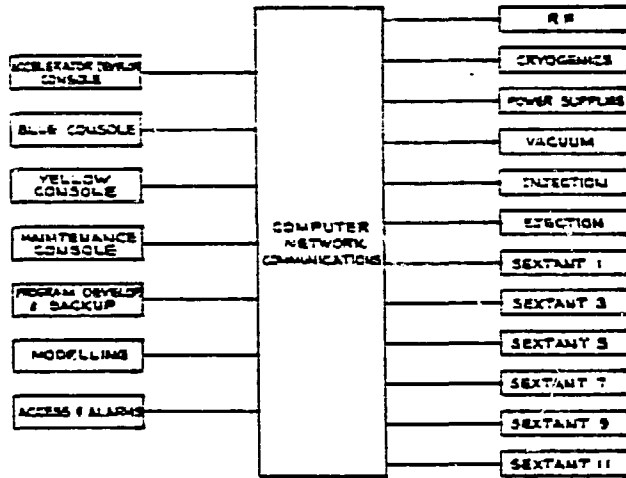 ACCELERATOR DEVELOP
CONSOLE
BLUE CONSOLE
YELLOW
CONSOLE
MAINTENANCE
CONSOLE
PROGRAM DEVELOP
& BACKUP
MODELLING
ACCESS & ALARMS
COMPUTER
NETWORK
COMMUNICATIONS
RF
CRYOGENICS
POWER SUPPLIES
VACUUM
INJECTION
EJECTION
SEXTANT 1
SEXTANT 3
SEXTANT 5
SEXTANT 7
SEXTANT 9
SEXTANT 11